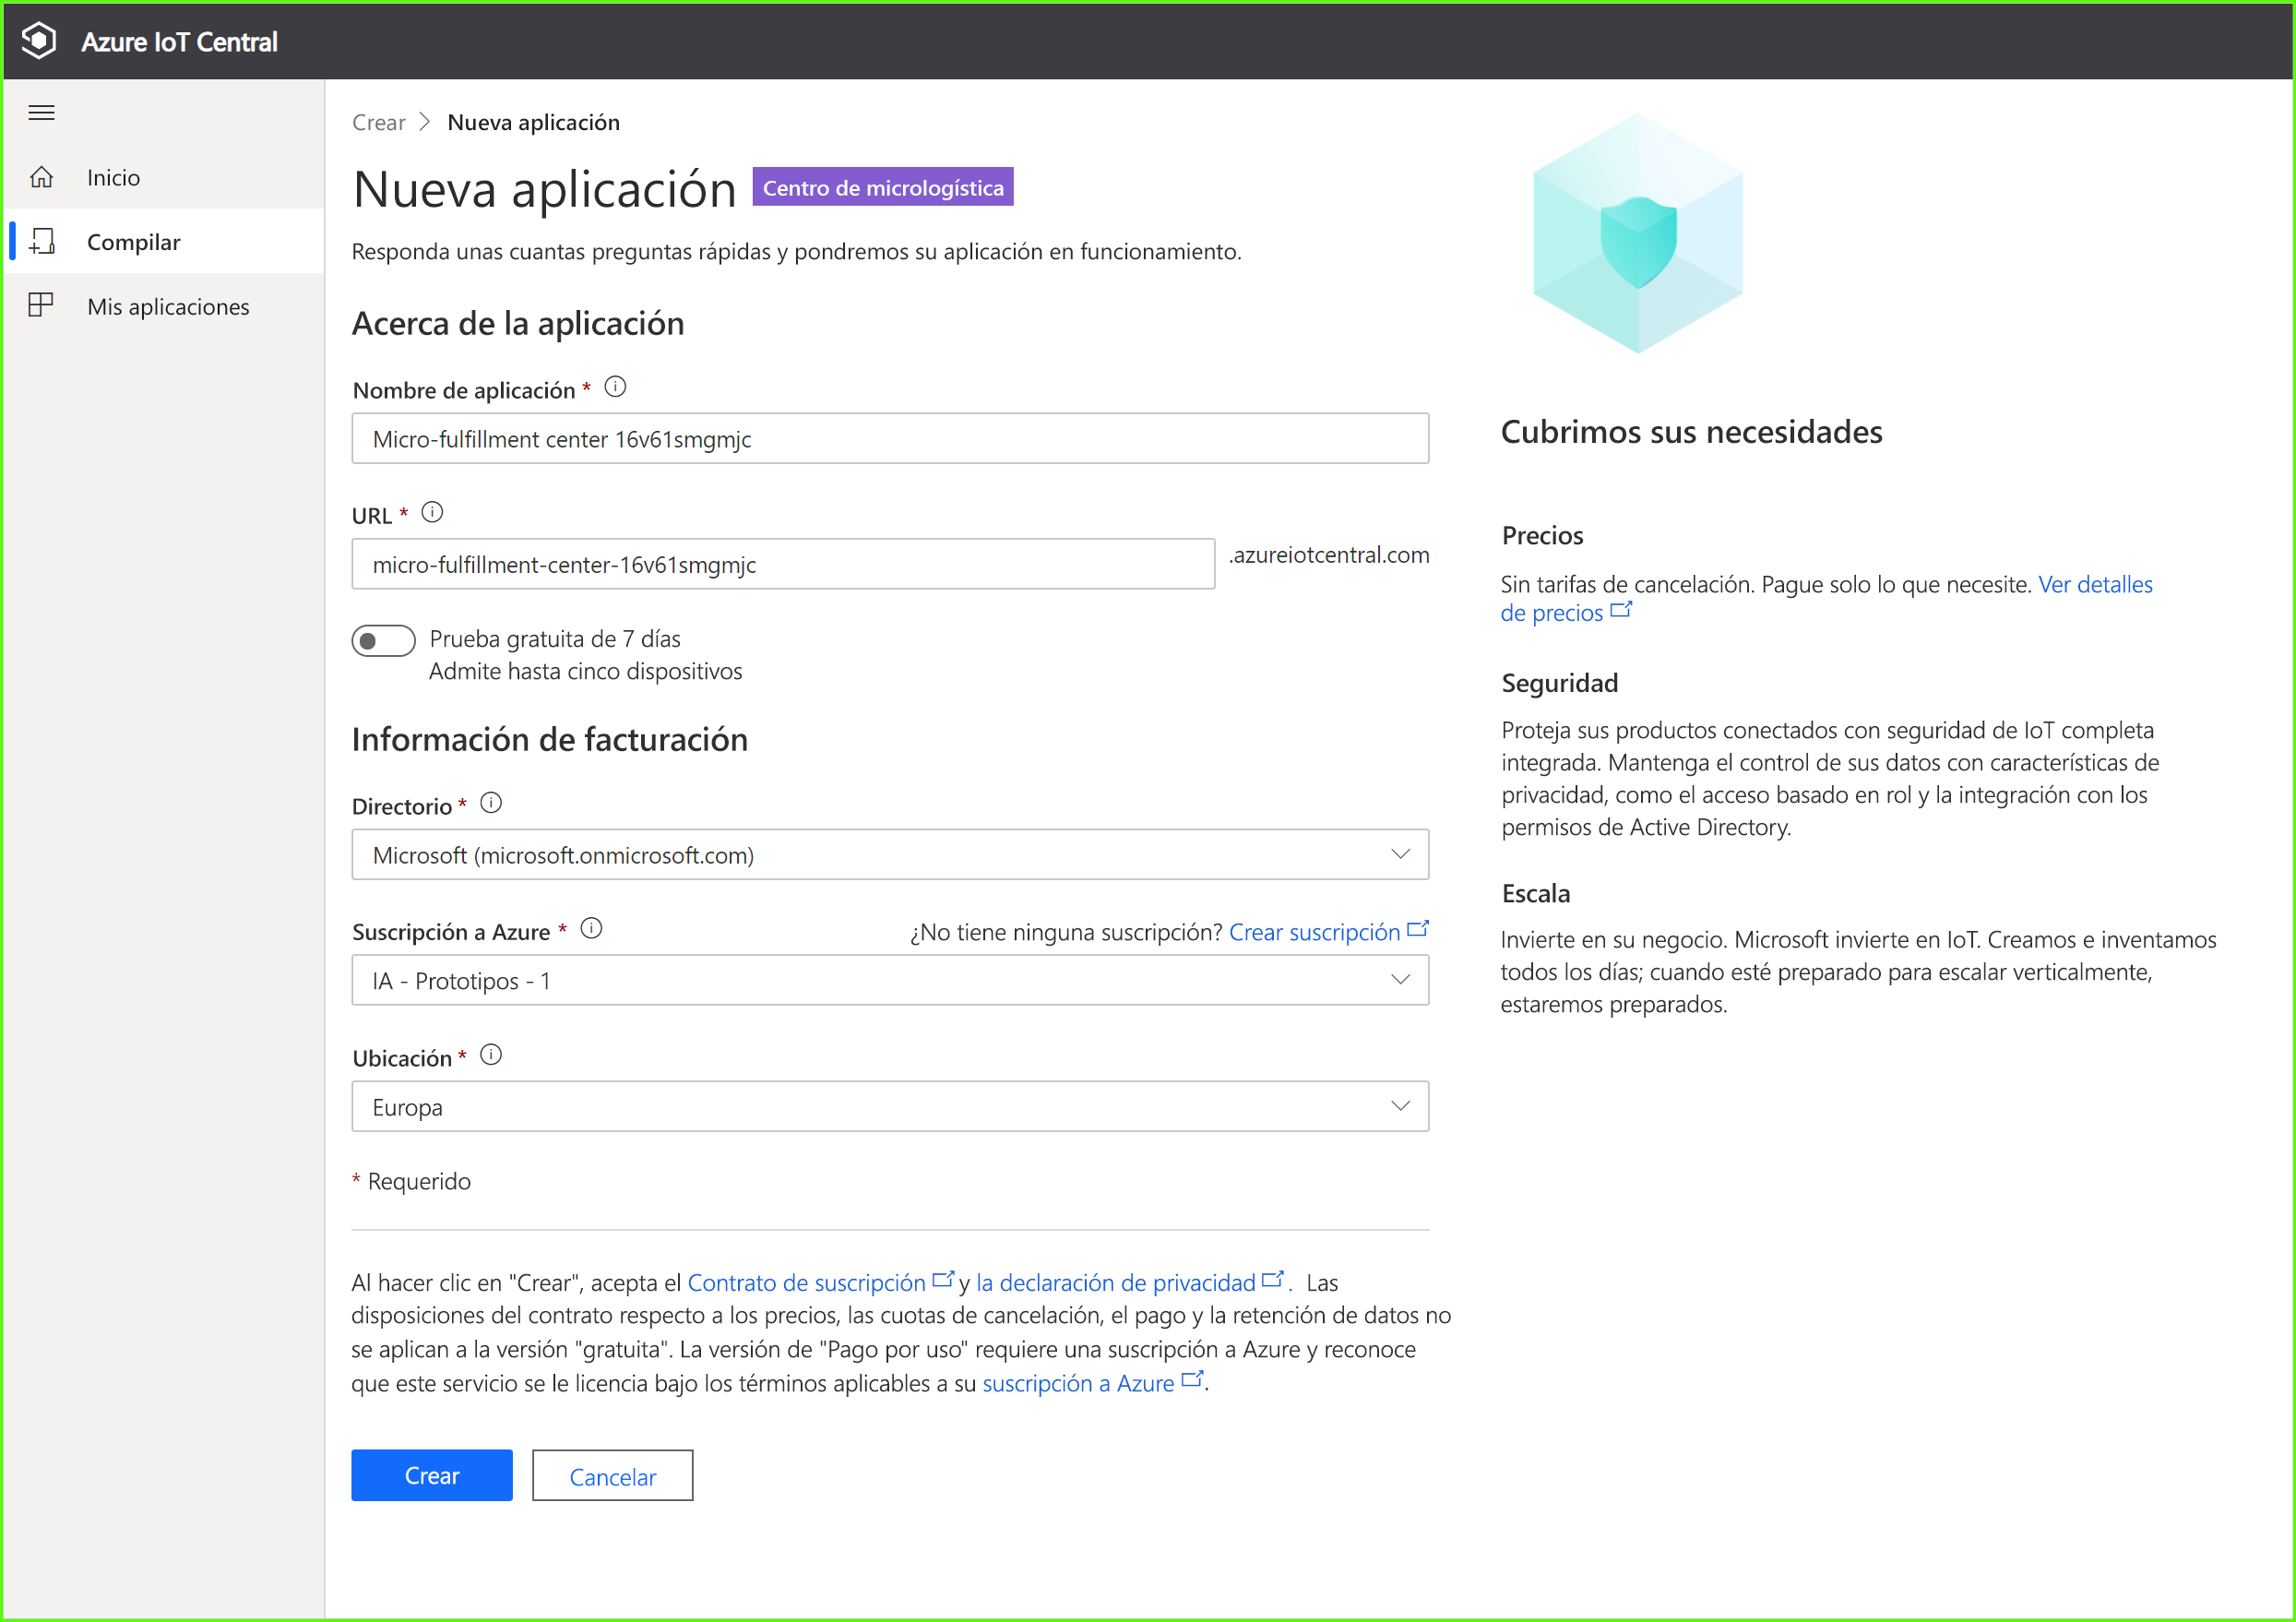 Azure IoT Central
Inicio
Compilar
Mis aplicaciones
Crear > Nueva aplicación
Nueva aplicación Centro de micrologística
Responda unas cuantas preguntas rápidas y pondremos su aplicación en funcionamiento.
Acerca de la aplicación
Nombre de aplicación *
Micro-fulfillment center 16v61smgmjc
URL *
micro-fulfillment-center-16v61smgmjc .azureiotcentral.com
Prueba gratuita de 7 días
Admite hasta cinco dispositivos
Información de facturación
Directorio *
Microsoft (microsoft.onmicrosoft.com)
Suscripción a Azure * ¿No tiene ninguna suscripción? Crear suscripción
IA - Prototipos - 1
Ubicación *
Europa
* Requerido
Al hacer clic en "Crear", acepta el Contrato de suscripción y la declaración de privacidad . Las
disposiciones del contrato respecto a los precios, las cuotas de cancelación, el pago y la retención de datos no
se aplican a la versión "gratuita". La versión de "Pago por uso" requiere una suscripción a Azure y reconoce
que este servicio se le licencia bajo los términos aplicables a su suscripción a Azure .
Crear Cancelar
Cubrimos sus necesidades
Precios
Sin tarifas de cancelación. Pague solo lo que necesite. Ver detalles
de precios
Seguridad
Proteja sus productos conectados con seguridad de IoT completa
integrada. Mantenga el control de sus datos con características de
privacidad, como el acceso basado en rol y la integración con los
permisos de Active Directory.
Escala
Invierte en su negocio. Microsoft invierte en IoT. Creamos e inventamos
todos los días; cuando esté preparado para escalar verticalmente,
estaremos preparados.